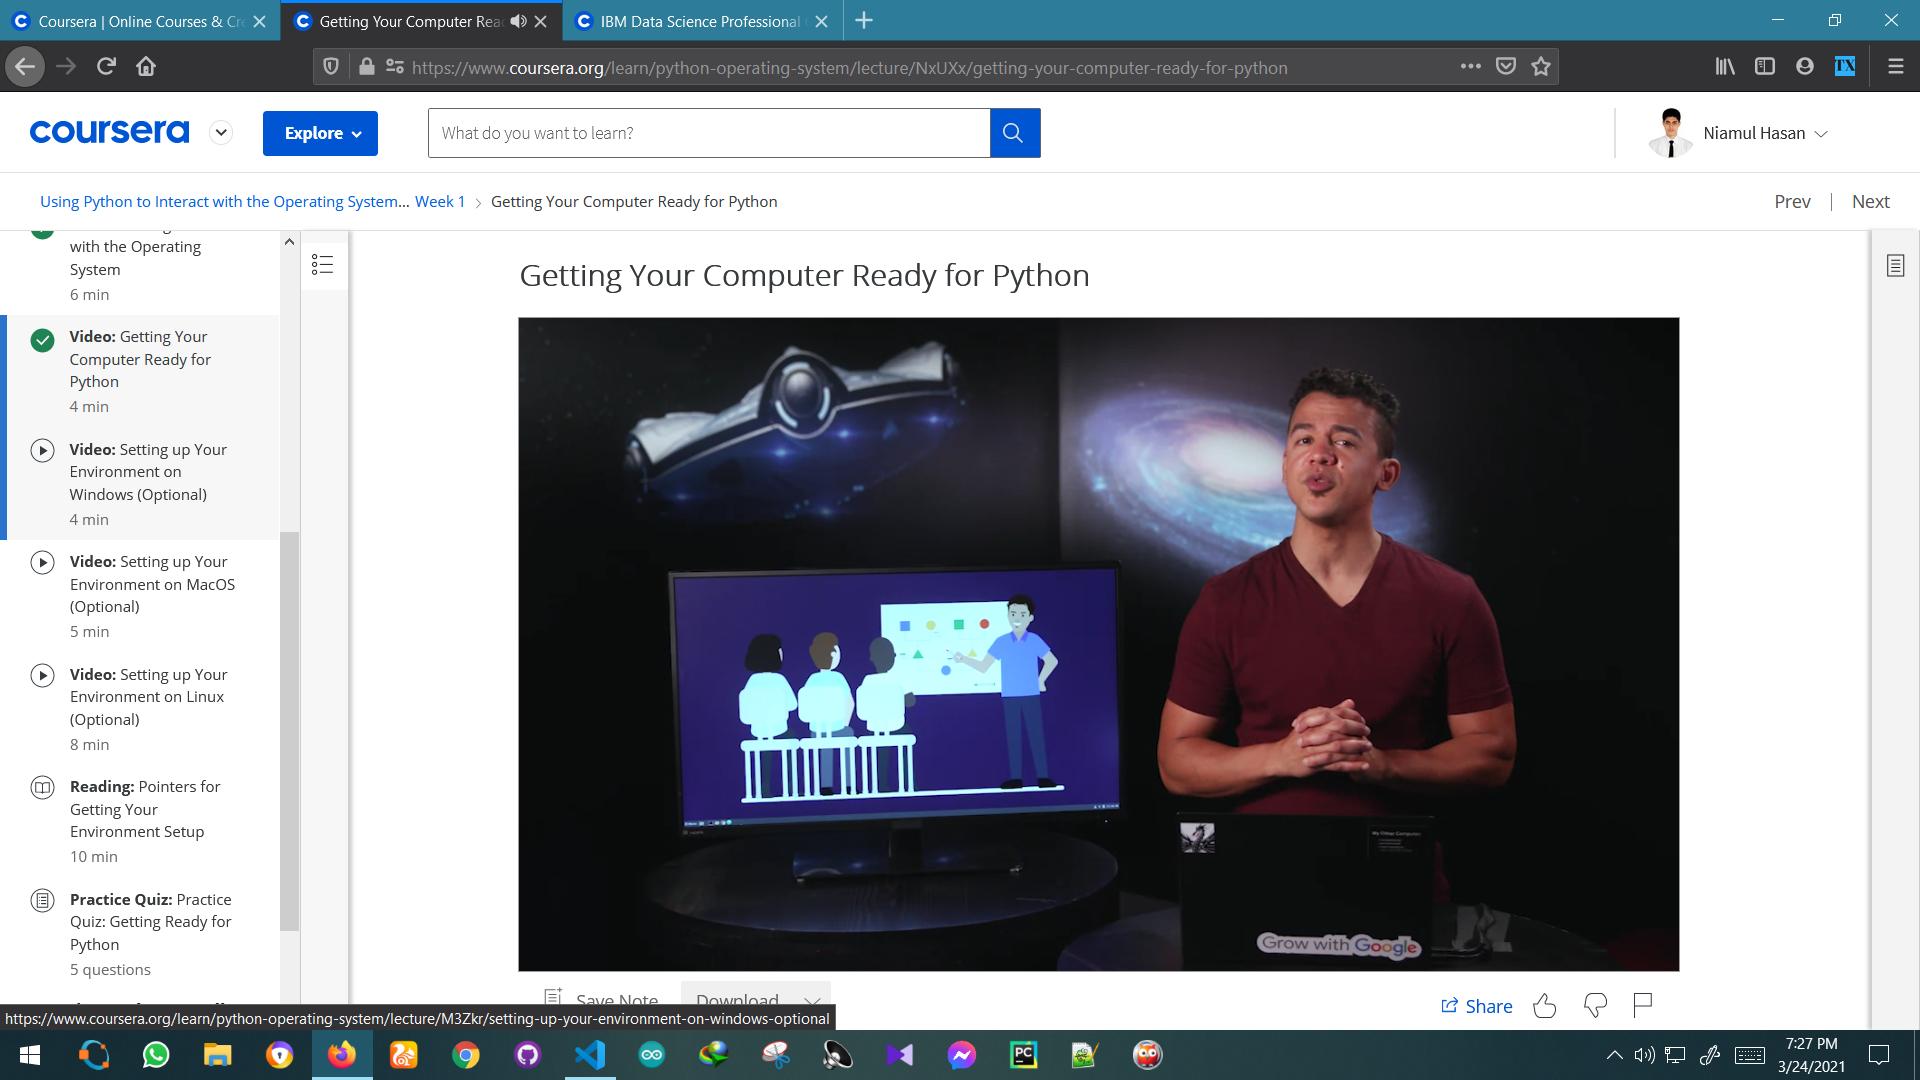 Coursera | Online Courses & Cre
Getting Your Computer Read
IBM Data Science Professional
https://www.coursera.org/learn/python-operating-system/lecture/NxUXx/getting-your-computer-ready-for-python
TX
coursera
Explore
What do you want to learn?
Niamul Hasan
Using Python to Interact with the Operating System... Week 1 > Getting Your Computer Ready for Python
Prev | Next
with the Operating
System
6 min
Video: Getting Your
Computer Ready for
Python
4 min
Video: Setting up Your
Environment on
Windows (Optional)
4 min
Video: Setting up Your
Environment on MacOS
(Optional)
5 min
Video: Setting up Your
Environment on Linux
(Optional)
8 min
Reading: Pointers for
Getting Your
Environment Setup
10 min
Practice Quiz: Practice
Quiz: Getting Ready for
Python
5 questions
Getting Your Computer Ready for Python
My Other Computer
Grow with Google
Save Note
Download
Share
https://www.coursera.org/learn/python-operating-system/lecture/M3Zkr/setting-up-your-environment-on-windows-optional
PC
7:27 PM
3/24/2021